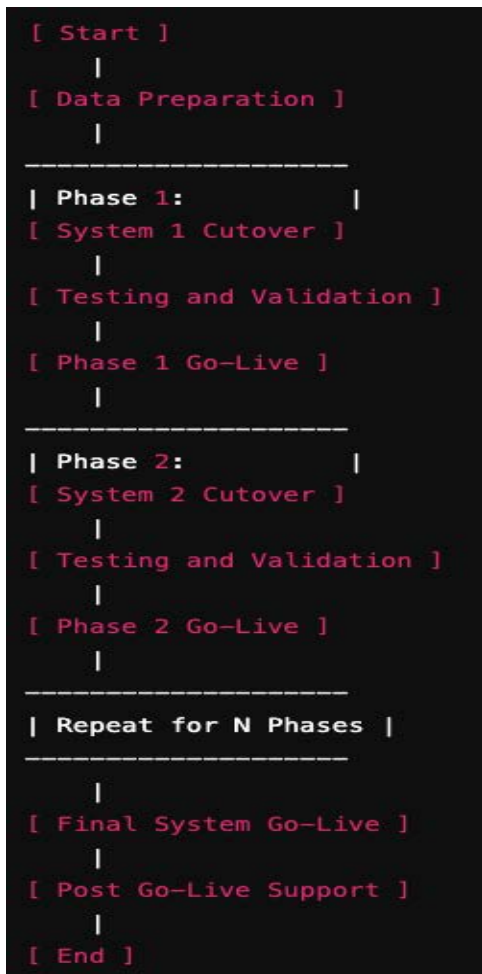 [ Start ]
|
[ Data Preparation ]
|
————————————————————
| Phase 1: |
[ System 1 Cutover ]
|
[ Testing and Validation ]
|
[ Phase 1 Go–Live ]
|
————————————————————
| Phase 2: |
[ System 2 Cutover ]
|
[ Testing and Validation ]
|
[ Phase 2 Go–Live ]
|
————————————————————
| Repeat for N Phases |
————————————————————
|
[ Final System Go–Live ]
|
[ Post Go–Live Support ]
|
[ End ]